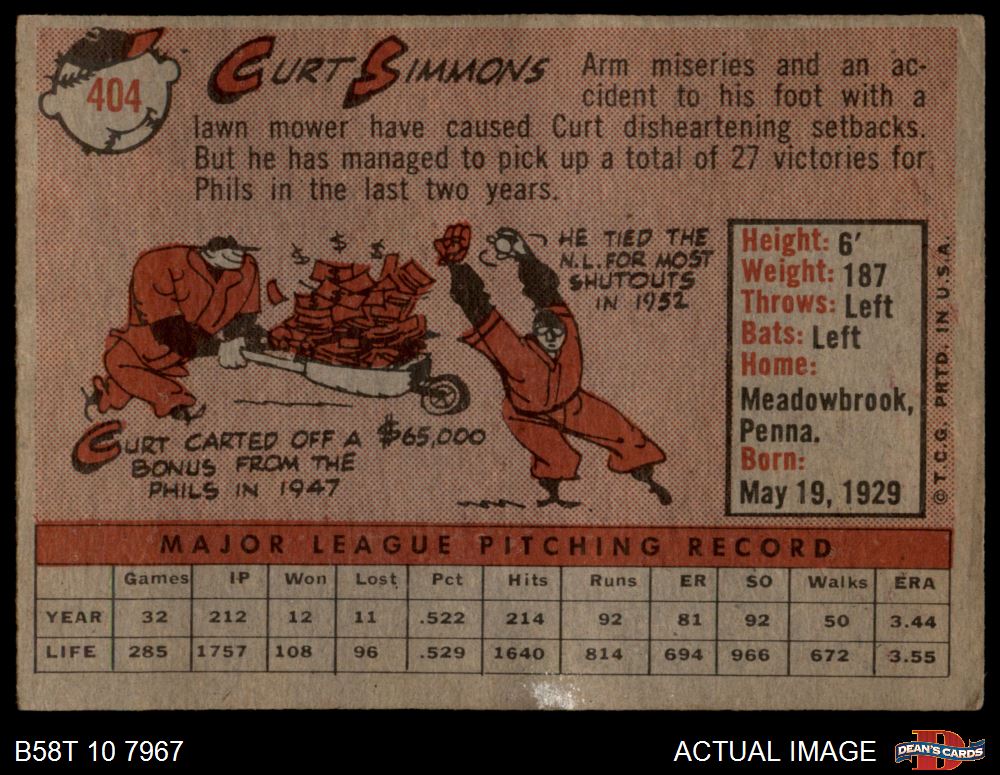 404
CURT SIMMONS
Arm miseries and an ac-
cident to his foot with a
lawn mower have caused Curt disheartening setbacks.
But he has managed to pick up a total of 27 victories for
Phils in the last two years.
$ $ $
HE TIED THE
N.L. FOR MOST
SHUTOUTS
IN 1952
CURT CARTED OFF A $65,000
BONUS FROM THE
PHILS IN 1947
Height: 6'
Weight: 187
Throws: Left
Bats: Left
Home:
Meadowbrook,
Penna.
Born:
May 19, 1929
© T.C.G. PRTD. IN U.S.A.
MAJOR LEAGUE PITCHING RECORD
Games IP Won Lost Pct Hits Runs ER SO Walks ERA
YEAR 32 212 12 11 .522 214 92 81 92 50 3.44
LIFE 285 1757 108 96 .529 1640 814 694 966 672 3.55
B58T 10 7967
ACTUAL IMAGE
DEAN'S CARDS